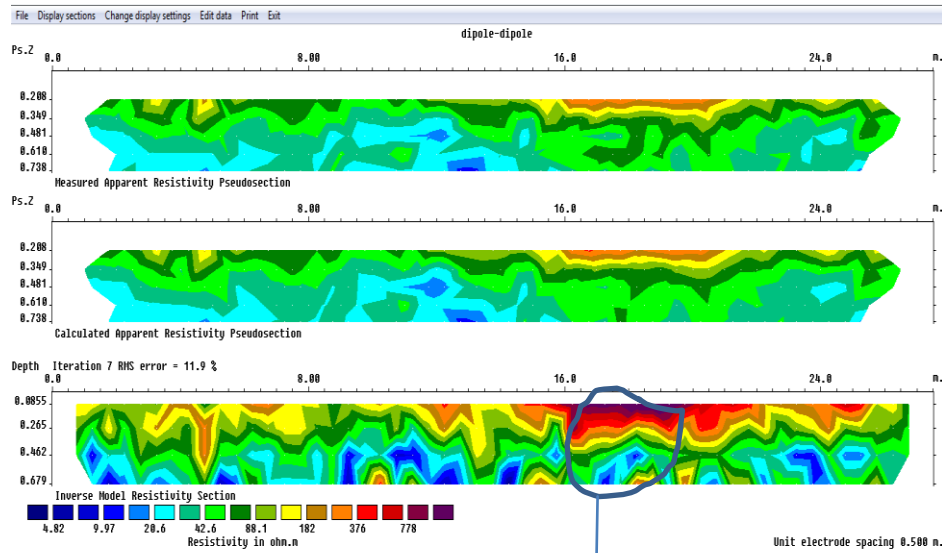 File Display sections Change display settings Edit data Print Exit
dipole-dipole
Ps.Z 0.0 8.00 16.0 24.0 m.
0.208
0.349
0.481
0.610
0.738
Measured Apparent Resistivity Pseudosection
Ps.Z 0.0 8.00 16.0 24.0 m.
0.208
0.349
0.481
0.610
0.738
Calculated Apparent Resistivity Pseudosection
Depth Iteration 7 RMS error = 11.9 %
0.0 8.00 16.0 24.0 m.
0.0855
0.265
0.462
0.679
Inverse Model Resistivity Section
4.82 9.97 20.6 42.6 88.1 182 376 778
Resistivity in ohm.m Unit electrode spacing 0.500 m.